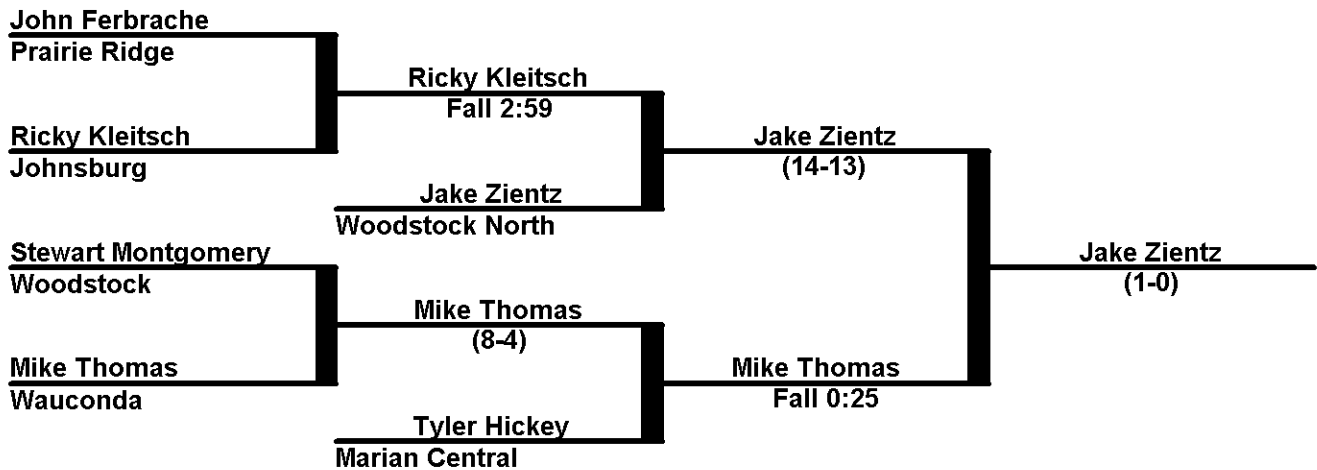 John Ferbrache
Prairie Ridge
Ricky Kleitsch
Fall 2:59
Ricky Kleitsch
Johnsburg
Jake Zientz
(14-13)
Jake Zientz
Woodstock North
Stewart Montgomery
Woodstock
Jake Zientz
(1-0)
Mike Thomas
(8-4)
Mike Thomas
Wauconda
Mike Thomas
Fall 0:25
Tyler Hickey
Marian Central